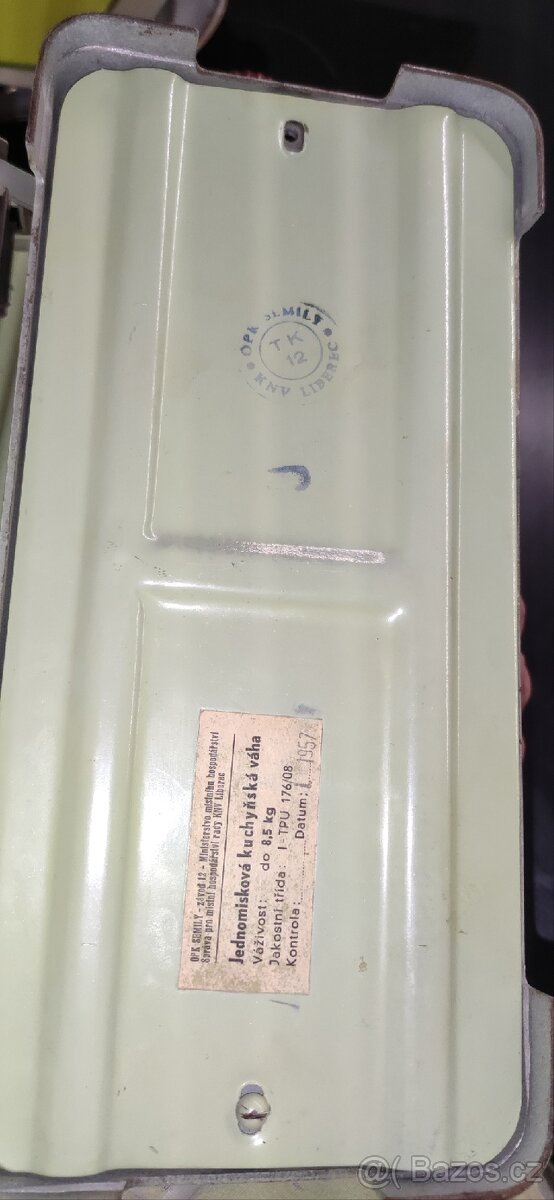 OPK SEMILY
TK
12
KNV LIBEREC
OPK SEMILY - závod 12 - Ministerstvo místního hospodářství
Správa pro místní hospodářství rady KNV Liberec
Jednomisková kuchyňská váha
Váživost: do 8,5 kg
Jakostní třída: I - TPU 176/08
Kontrola: Datum: 1957
@ Bazos.cz